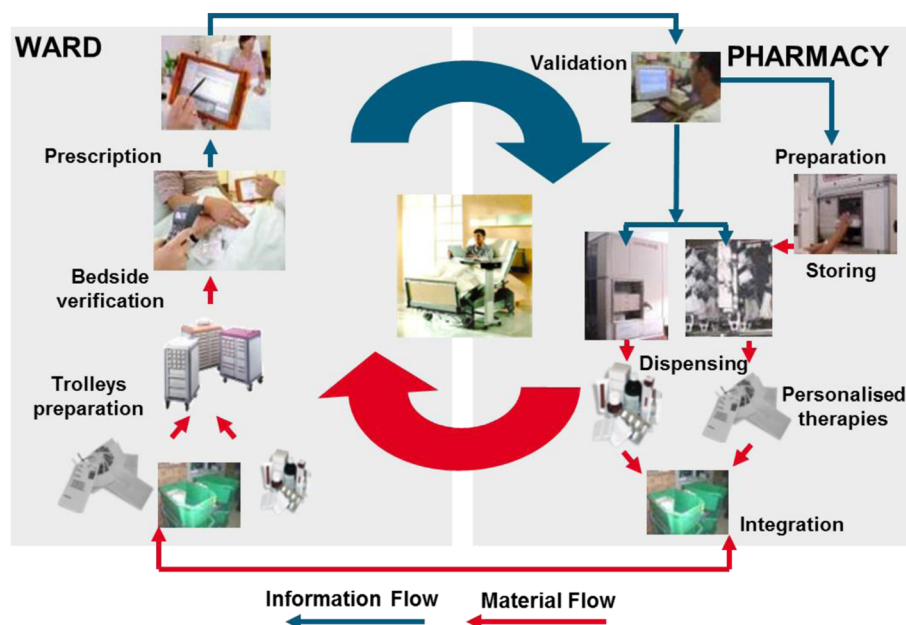 WARD
PHARMACY
Validation
Prescription
Preparation
Bedside
verification
Storing
Trolleys
preparation
Dispensing
Personalised
therapies
Integration
Information Flow
Material Flow